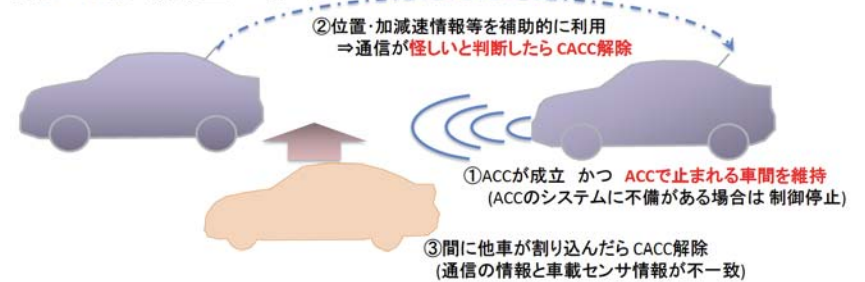 ②位置･加減速情報等を補助的に利用
⇒通信が怪しいと判断したら CACC解除
①ACCが成立 かつ ACCで止まれる車間を維持
(ACCのシステムに不備がある場合は 制御停止)
③間に他車が割り込んだら CACC解除
(通信の情報と車載センサ情報が不一致)